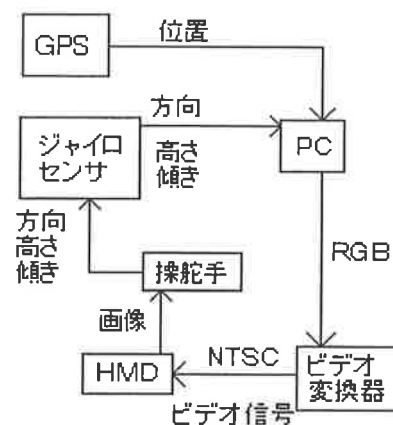 GPS
位置
方向
ジャイロ
センサ
高さ
傾き
PC
方向
高さ
傾き
操舵手
RGB
画像
NTSC
HMD
ビデオ
変換器
ビデオ信号